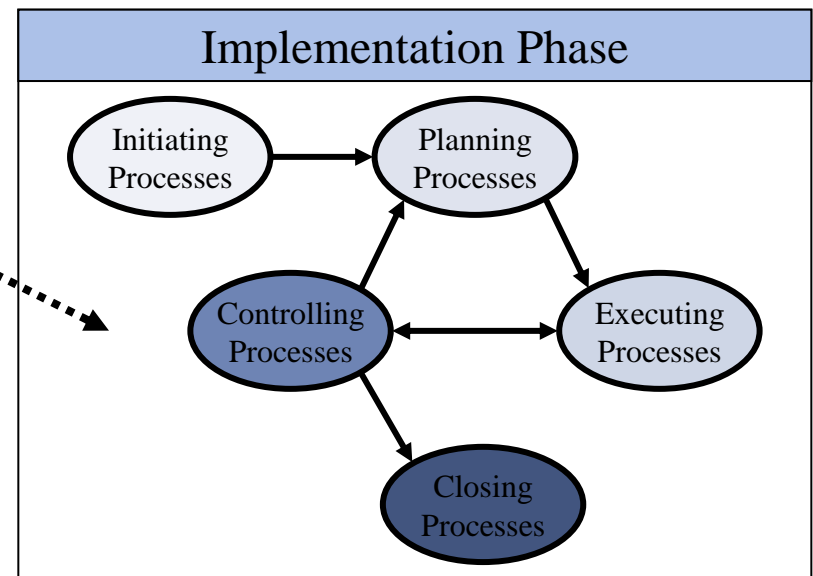 Implementation Phase
Initiating
Processes
Planning
Processes
Controlling
Processes
Executing
Processes
Closing
Processes